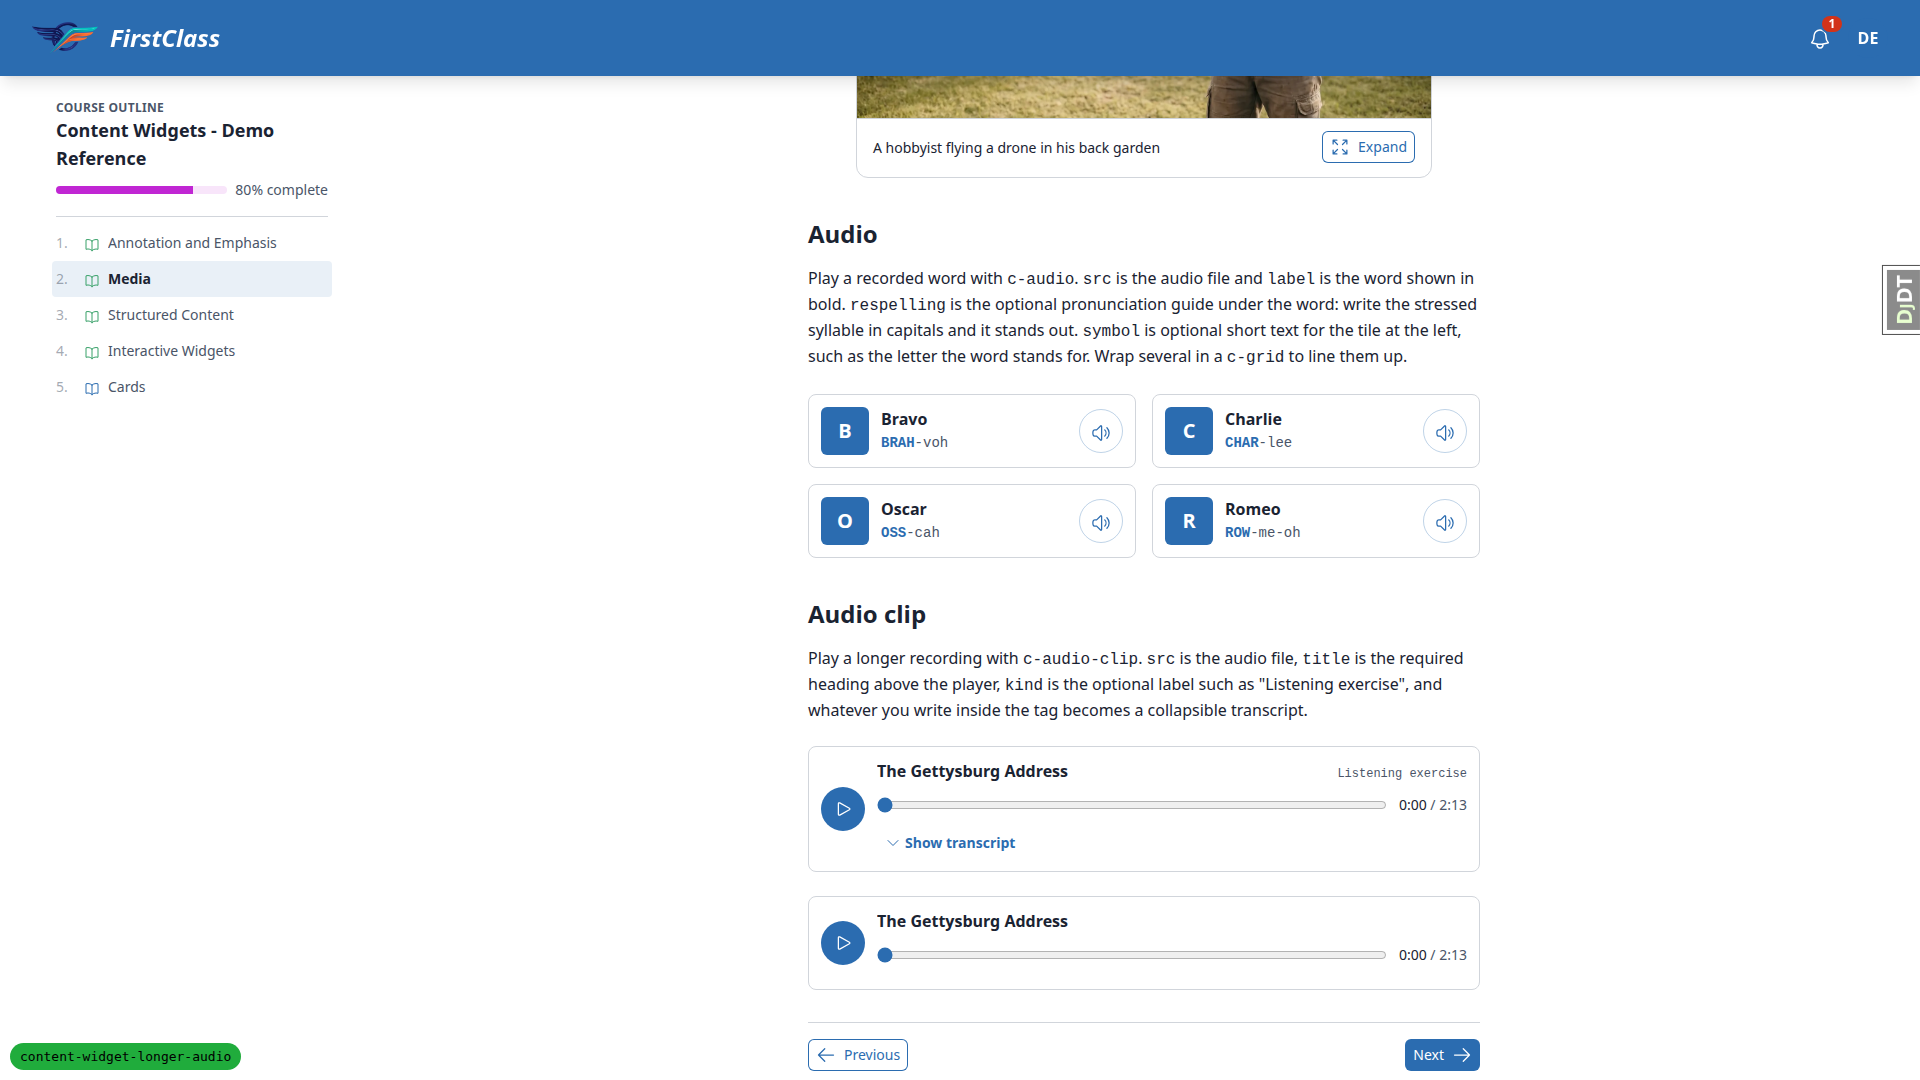 FirstClass
1
DE
COURSE OUTLINE
Content Widgets - Demo
Reference
80% complete
1. Annotation and Emphasis
2. Media
3. Structured Content
4. Interactive Widgets
5. Cards
A hobbyist flying a drone in his back garden
Expand
Audio
Play a recorded word with c-audio. src is the audio file and label is the word shown in
bold. respelling is the optional pronunciation guide under the word: write the stressed
syllable in capitals and it stands out. symbol is optional short text for the tile at the left,
such as the letter the word stands for. Wrap several in a c-grid to line them up.
B
Bravo
BRAH-voh
C
Charlie
CHAR-lee
O
Oscar
OSS-cah
R
Romeo
ROW-me-oh
Audio clip
Play a longer recording with c-audio-clip. src is the audio file, title is the required
heading above the player, kind is the optional label such as "Listening exercise", and
whatever you write inside the tag becomes a collapsible transcript.
The Gettysburg Address
Listening exercise
0:00 / 2:13
Show transcript
The Gettysburg Address
0:00 / 2:13
Previous
Next
content-widget-longer-audio
DJDT